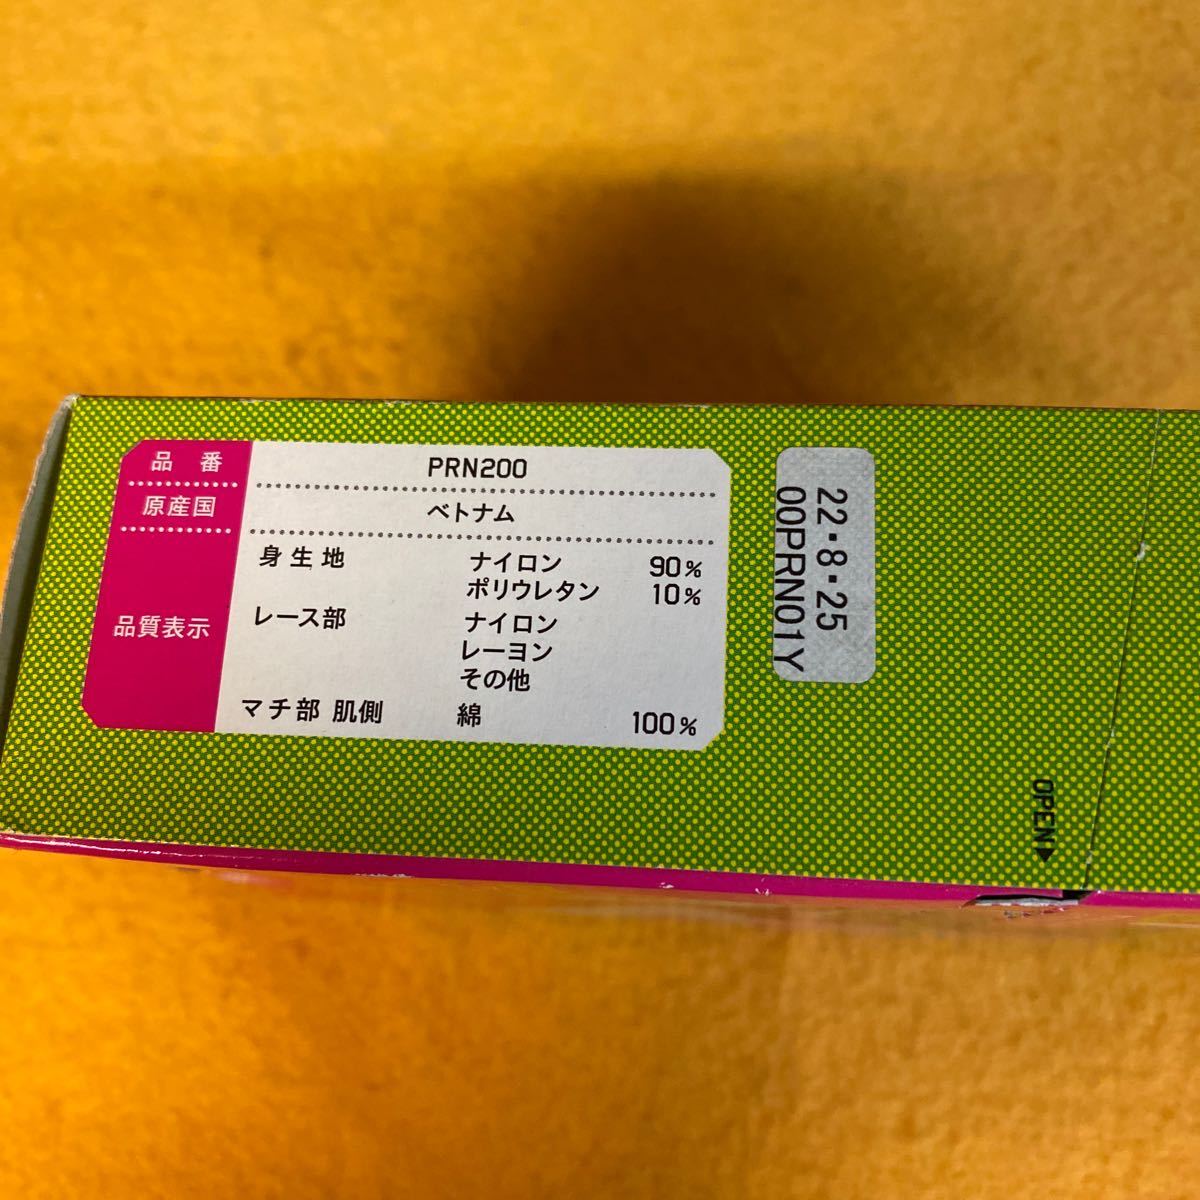 品番 PRN200
原産国 ベトナム
品質表示
身生地 ナイロン 90%
ポリウレタン 10%
レース部 ナイロン
レーヨン
その他
マチ部 肌側 綿 100%
22・8・25
00PRN01Y
OPEN▶